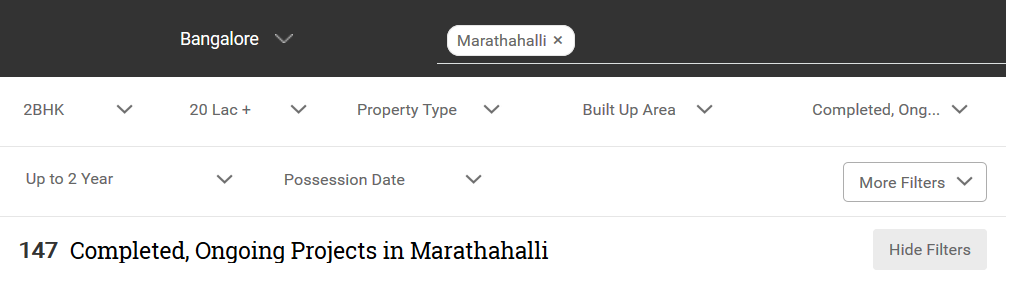 Bangalore Marathahalli ×
2BHK 20 Lac + Property Type Built Up Area Completed, Ong...
Up to 2 Year Possession Date More Filters
147 Completed, Ongoing Projects in Marathahalli Hide Filters